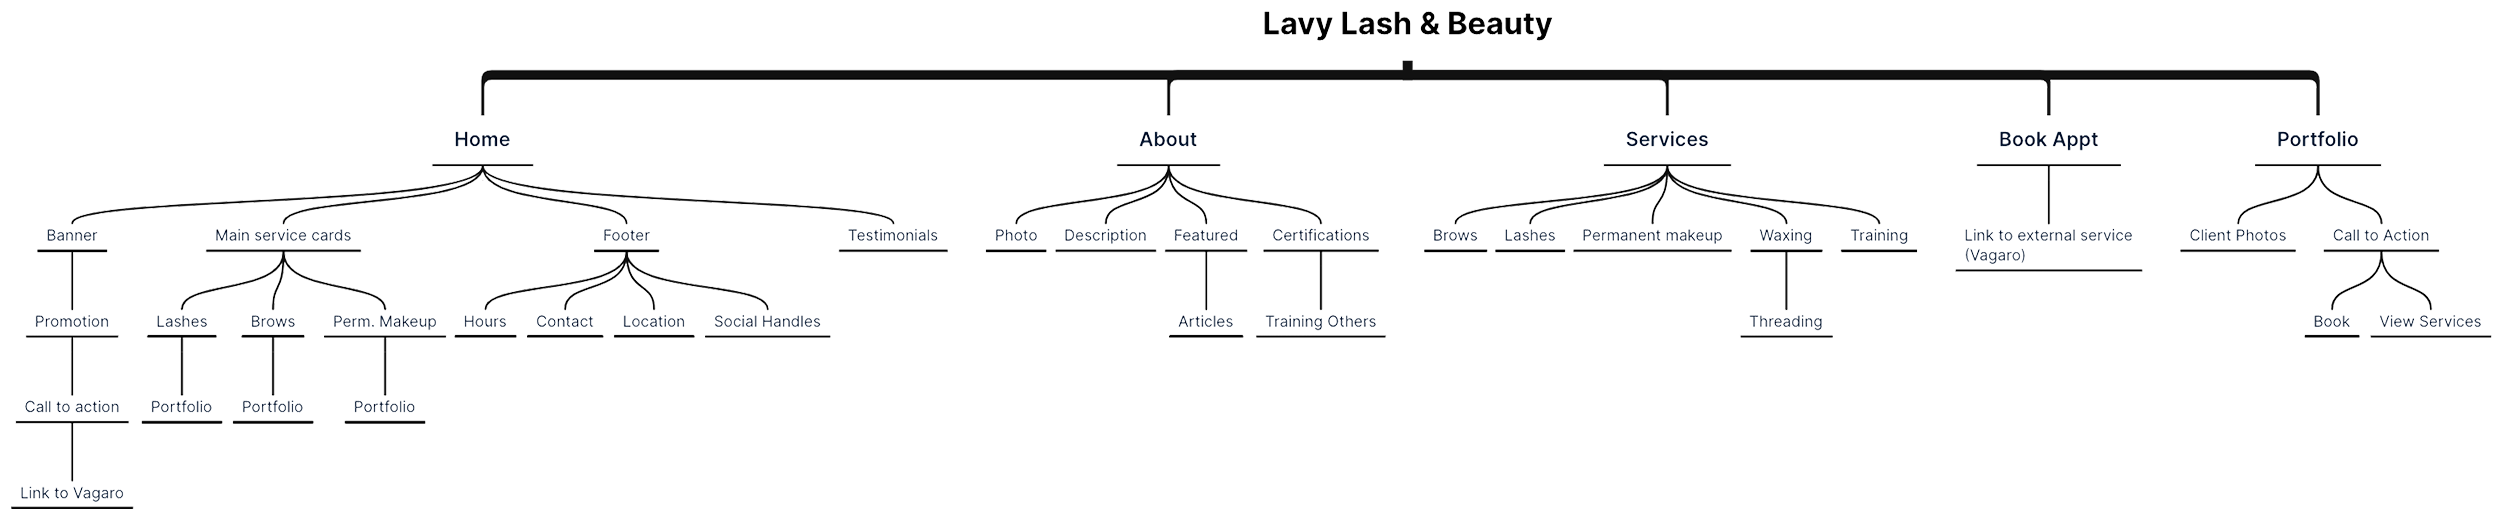 Lavy Lash & Beauty
Home
About
Services
Book Appt
Portfolio
Banner
Main service cards
Footer
Testimonials
Photo
Description
Featured
Certifications
Brows
Lashes
Permanent makeup
Waxing
Training
Link to external service
(Vagaro)
Client Photos
Call to Action
Promotion
Lashes
Brows
Perm. Makeup
Hours
Contact
Location
Social Handles
Articles
Training Others
Threading
Book
View Services
Call to action
Portfolio
Portfolio
Portfolio
Link to Vagaro